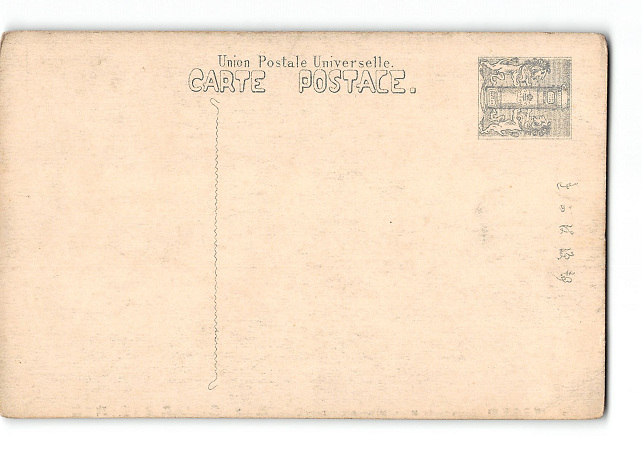 Union Postale Universelle.
CARTE POSTACE.